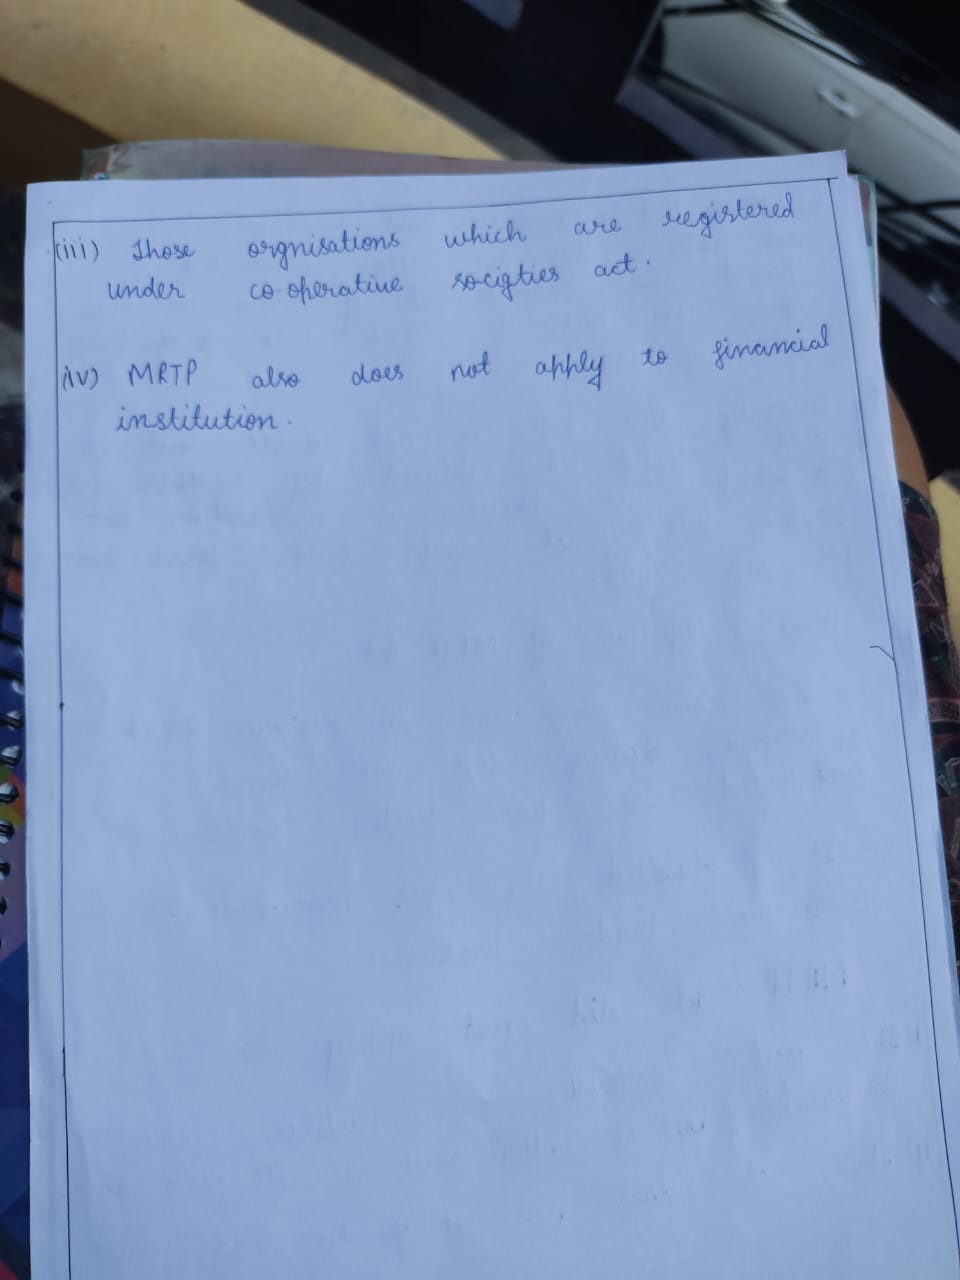 (iii) Those orgnisations which are registered
under co-operative socigties act.
(iv) MRTP also does not apply to financial
institution.